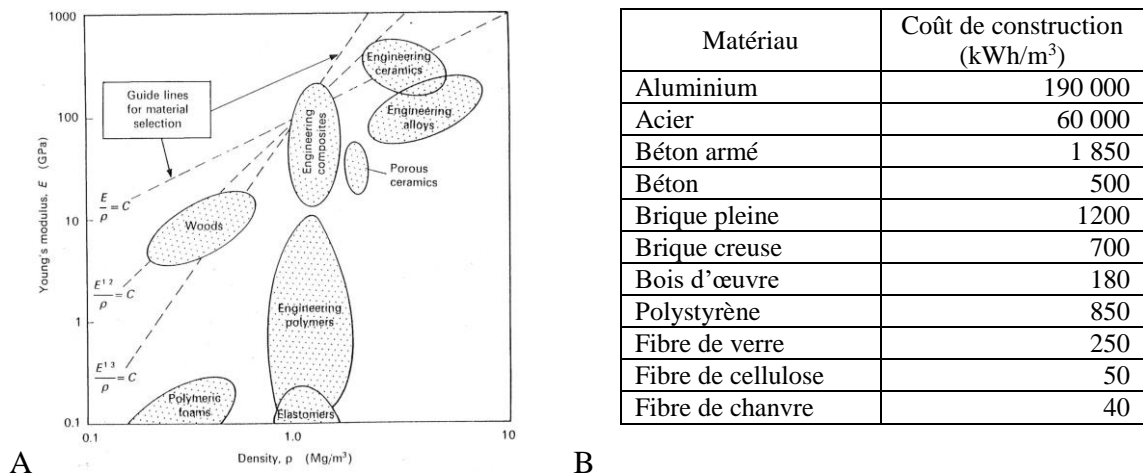 1000
100
10
1
0.1
Young's modulus, E (GPa)
Guide lines
for material
selection
Engineering
ceramics
Engineering
alloys
Engineering
composites
Porous
ceramics
Woods
Engineering
polymers
Polymeric
foams
Elastomers
E/ρ = C
E^1 2/ρ = C
E^1 3/ρ = C
0.1
1.0
10
Density, ρ (Mg/m³)
A
Matériau Coût de construction
(kWh/m³)
Aluminium 190 000
Acier 60 000
Béton armé 1 850
Béton 500
Brique pleine 1200
Brique creuse 700
Bois d’œuvre 180
Polystyrène 850
Fibre de verre 250
Fibre de cellulose 50
Fibre de chanvre 40
B